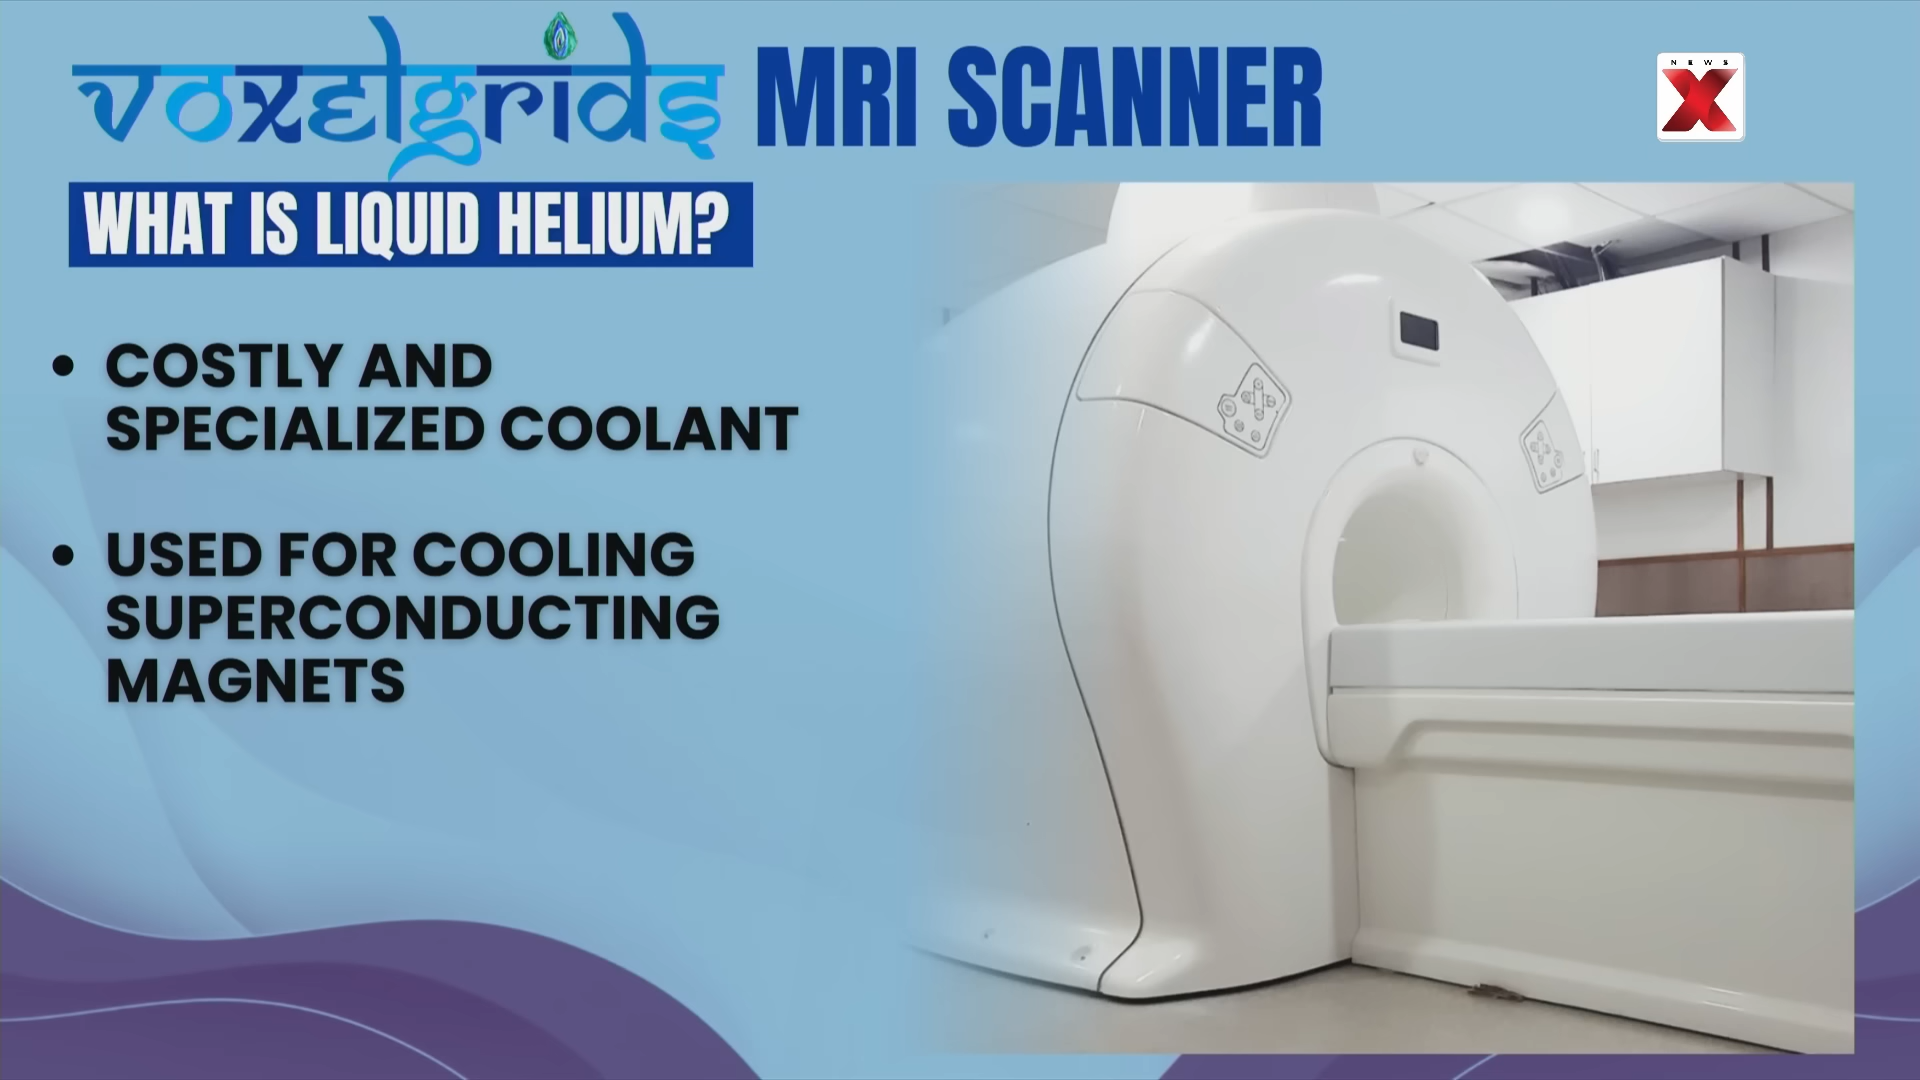 voxelgrids MRI SCANNER
NEWS
X
WHAT IS LIQUID HELIUM?
• COSTLY AND
SPECIALIZED COOLANT
• USED FOR COOLING
SUPERCONDUCTING
MAGNETS